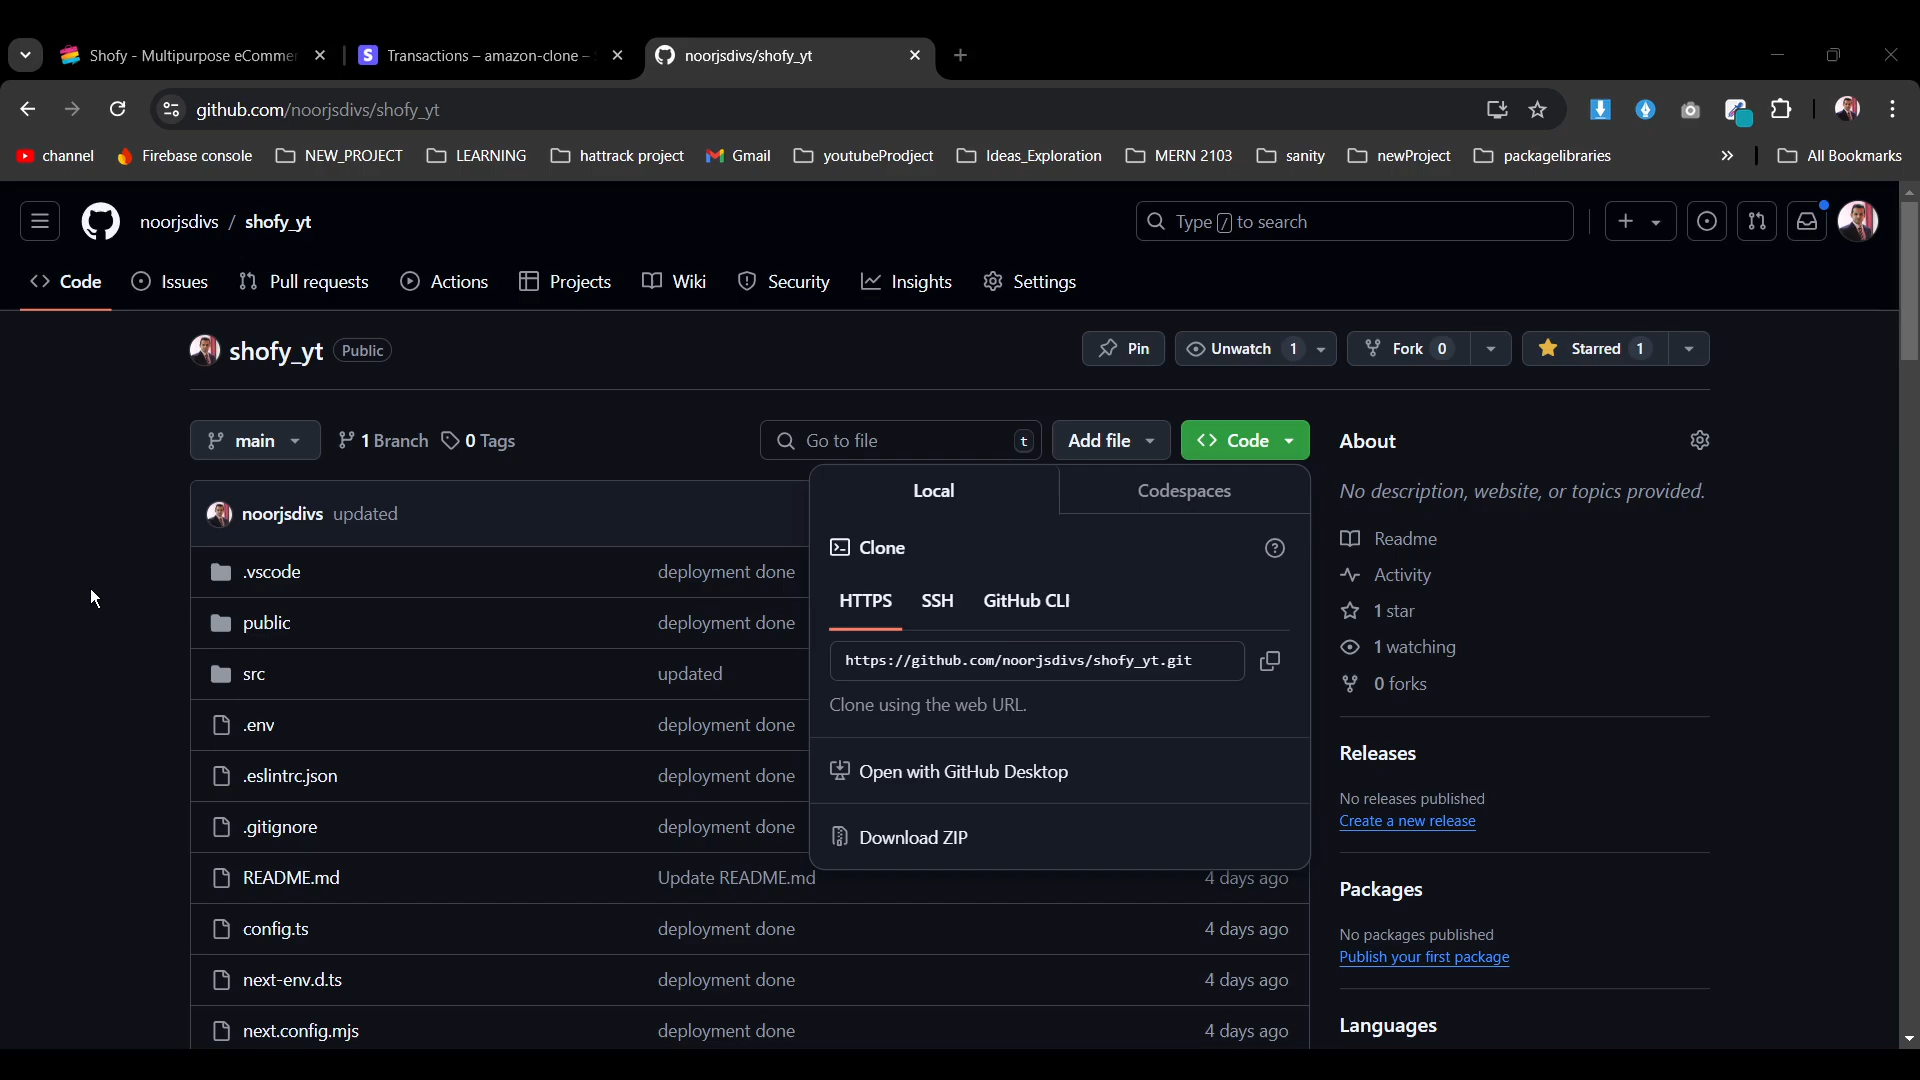 Shofy - Multipurpose eCommer
Transactions – amazon-clone –
noorjsdivs/shofy_yt
github.com/noorjsdivs/shofy_yt
channel
Firebase console
NEW_PROJECT
LEARNING
hattrack project
Gmail
youtubeProdject
Ideas_Exploration
MERN 2103
sanity
newProject
packagelibraries
»
All Bookmarks
noorjsdivs / shofy_yt
Type / to search
Code
Issues
Pull requests
Actions
Projects
Wiki
Security
Insights
Settings
shofy_yt Public
Pin
Unwatch 1
Fork 0
Starred 1
main
1 Branch
0 Tags
Go to file t
Add file
<> Code
About
Local
Codespaces
No description, website, or topics provided.
noorjsdivs updated
Readme
Clone
.vscode deployment done
Activity
HTTPS SSH GitHub CLI
1 star
public deployment done
1 watching
https://github.com/noorjsdivs/shofy_yt.git
src updated
0 forks
Clone using the web URL.
.env deployment done
Releases
Open with GitHub Desktop
.eslintrc.json deployment done
No releases published
Create a new release
.gitignore deployment done
Download ZIP
README.md Update README.md 4 days ago
Packages
config.ts deployment done 4 days ago
No packages published
Publish your first package
next-env.d.ts deployment done 4 days ago
Languages
next.config.mjs deployment done 4 days ago